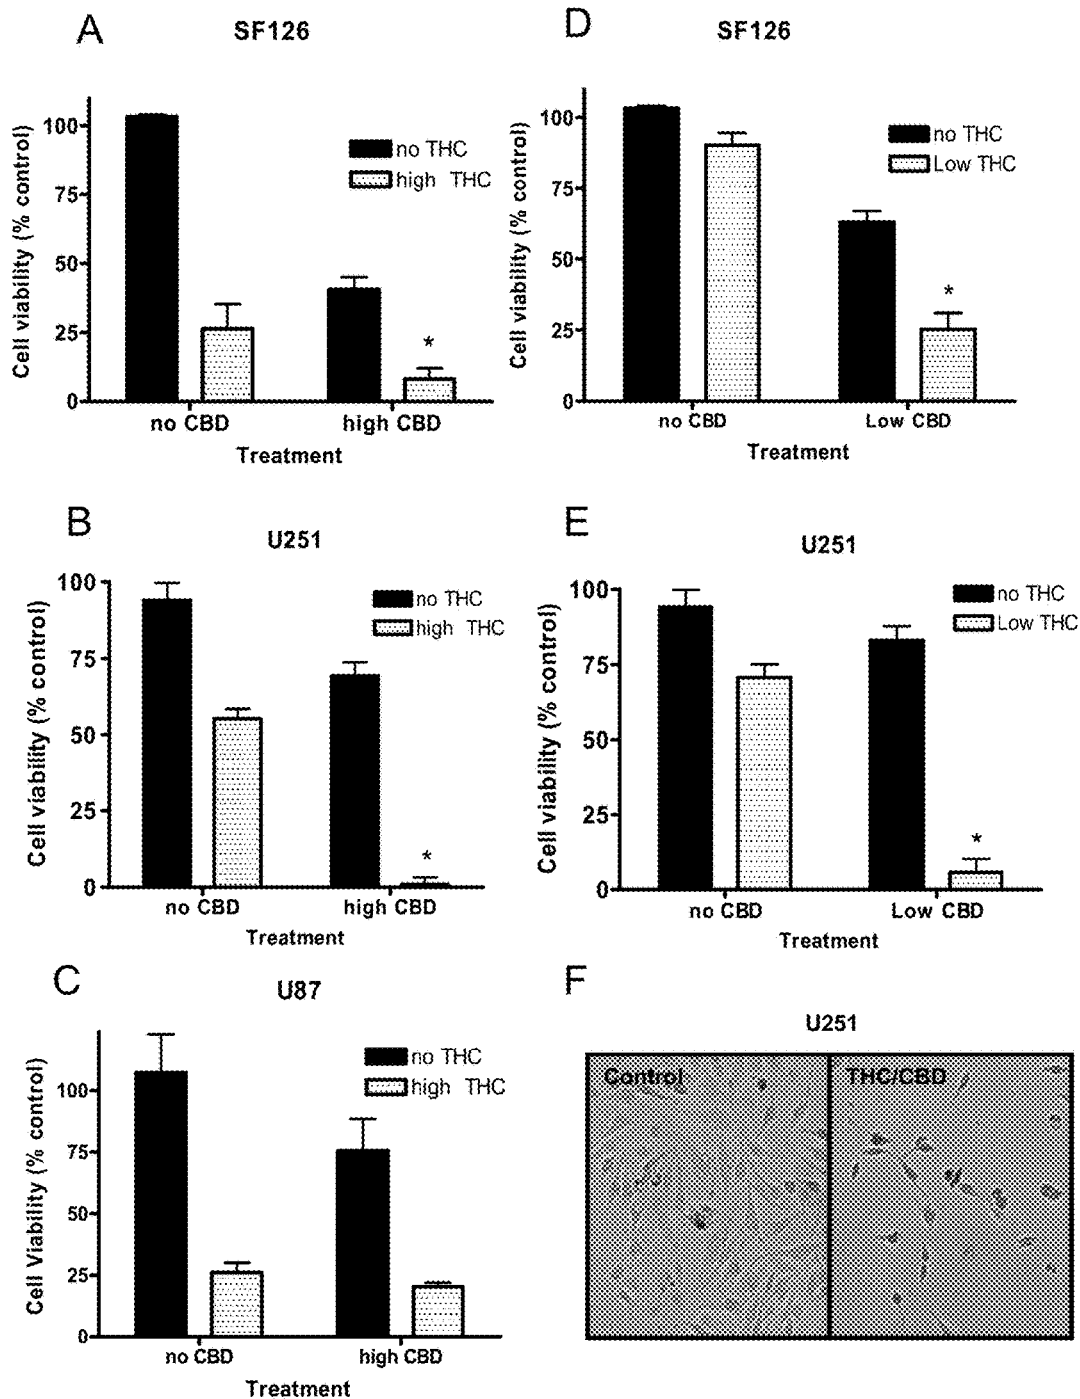 A
SF126
Cell viability (% control)
100
75
50
25
0
no THC
high THC
*
no CBD
high CBD
Treatment
D
SF126
Cell viability (% control)
100
75
50
25
0
no THC
Low THC
*
no CBD
Low CBD
Treatment
B
U251
Cell viability (% control)
100
75
50
25
0
no THC
high THC
*
no CBD
high CBD
Treatment
E
U251
Cell viability (% control)
100
75
50
25
0
no THC
Low THC
*
no CBD
Low CBD
Treatment
C
U87
Cell Viability (% control)
100
75
50
25
0
no THC
high THC
no CBD
high CBD
Treatment
F
U251
Control
THC/CBD